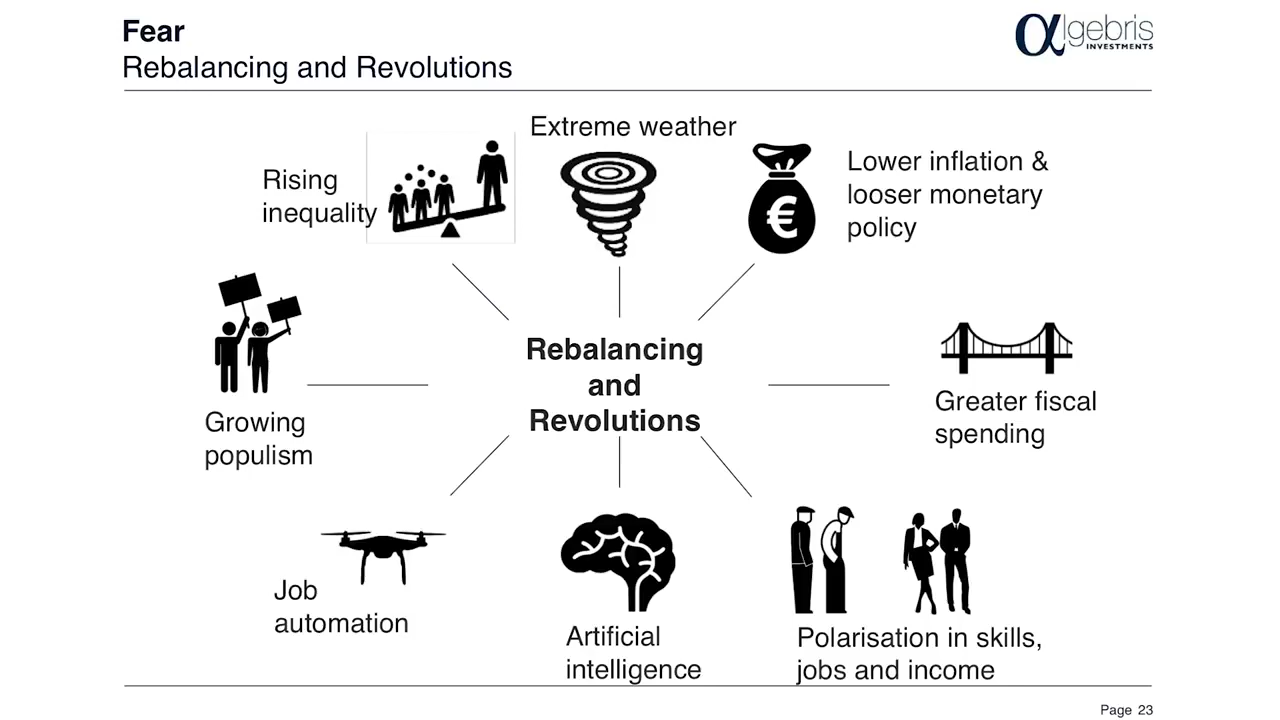 Fear
Rebalancing and Revolutions
αlgebris
INVESTMENTS
Extreme weather
Rising
inequality
Lower inflation &
looser monetary
policy
€
Rebalancing
and
Revolutions
Growing
populism
Greater fiscal
spending
Job
automation
Artificial
intelligence
Polarisation in skills,
jobs and income
Page 23